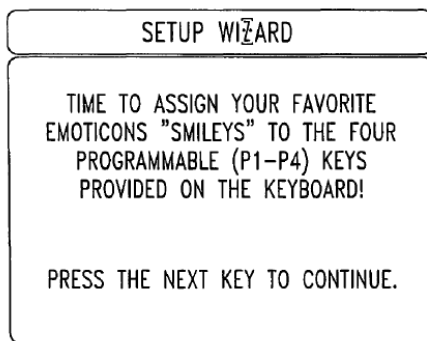 SETUP WIZARD
TIME TO ASSIGN YOUR FAVORITE
EMOTICONS "SMILEYS" TO THE FOUR
PROGRAMMABLE (P1-P4) KEYS
PROVIDED ON THE KEYBOARD!
PRESS THE NEXT KEY TO CONTINUE.